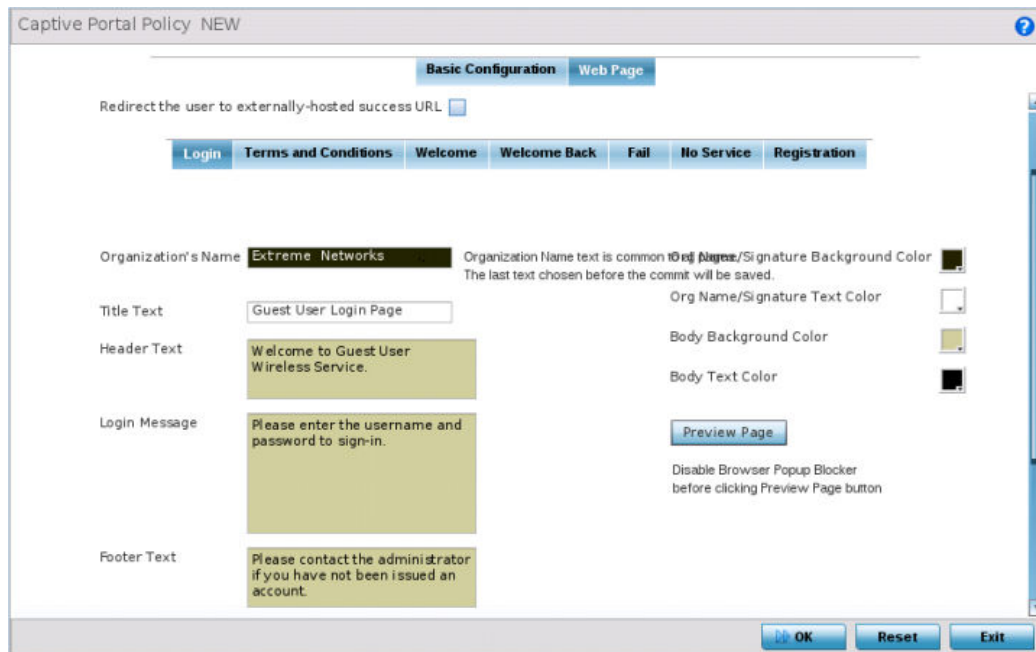 Captive Portal Policy NEW
?
Basic Configuration
Web Page
Redirect the user to externally-hosted success URL
Login
Terms and Conditions
Welcome
Welcome Back
Fail
No Service
Registration
Organization's Name
Extreme Networks
Organization Name text is common to all pages.
The last text chosen before the commit will be saved.
Org Name/Signature Background Color
Org Name/Signature Text Color
Title Text
Guest User Login Page
Body Background Color
Header Text
Welcome to Guest User
Wireless Service.
Body Text Color
Login Message
Please enter the username and
password to sign-in.
Preview Page
Disable Browser Popup Blocker
before clicking Preview Page button
Footer Text
Please contact the administrator
if you have not been issued an
account.
OK
Reset
Exit